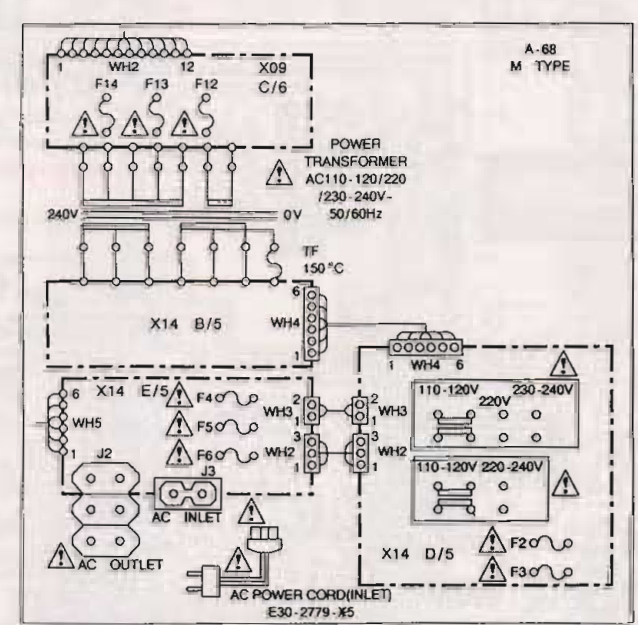 A-68
M TYPE
1 WH2 12 X09
F14 F13 F12 C/6
POWER
TRANSFORMER
AC110-120/220
/230-240V~
50/60Hz
240V 0V
TF
150°C
X14 B/5
6
WH4
1
1 WH4 6
6 X14 E/5
F4
F5
F6
WH5
1
2
WH3
1
3
WH2
1
2
WH3
1
3
WH2
1
J2
J3
AC INLET
AC OUTLET
110-120V 230-240V
220V
110-120V 220-240V
X14 D/5
F2
F3
AC POWER CORD(INLET)
E30-2779-X5